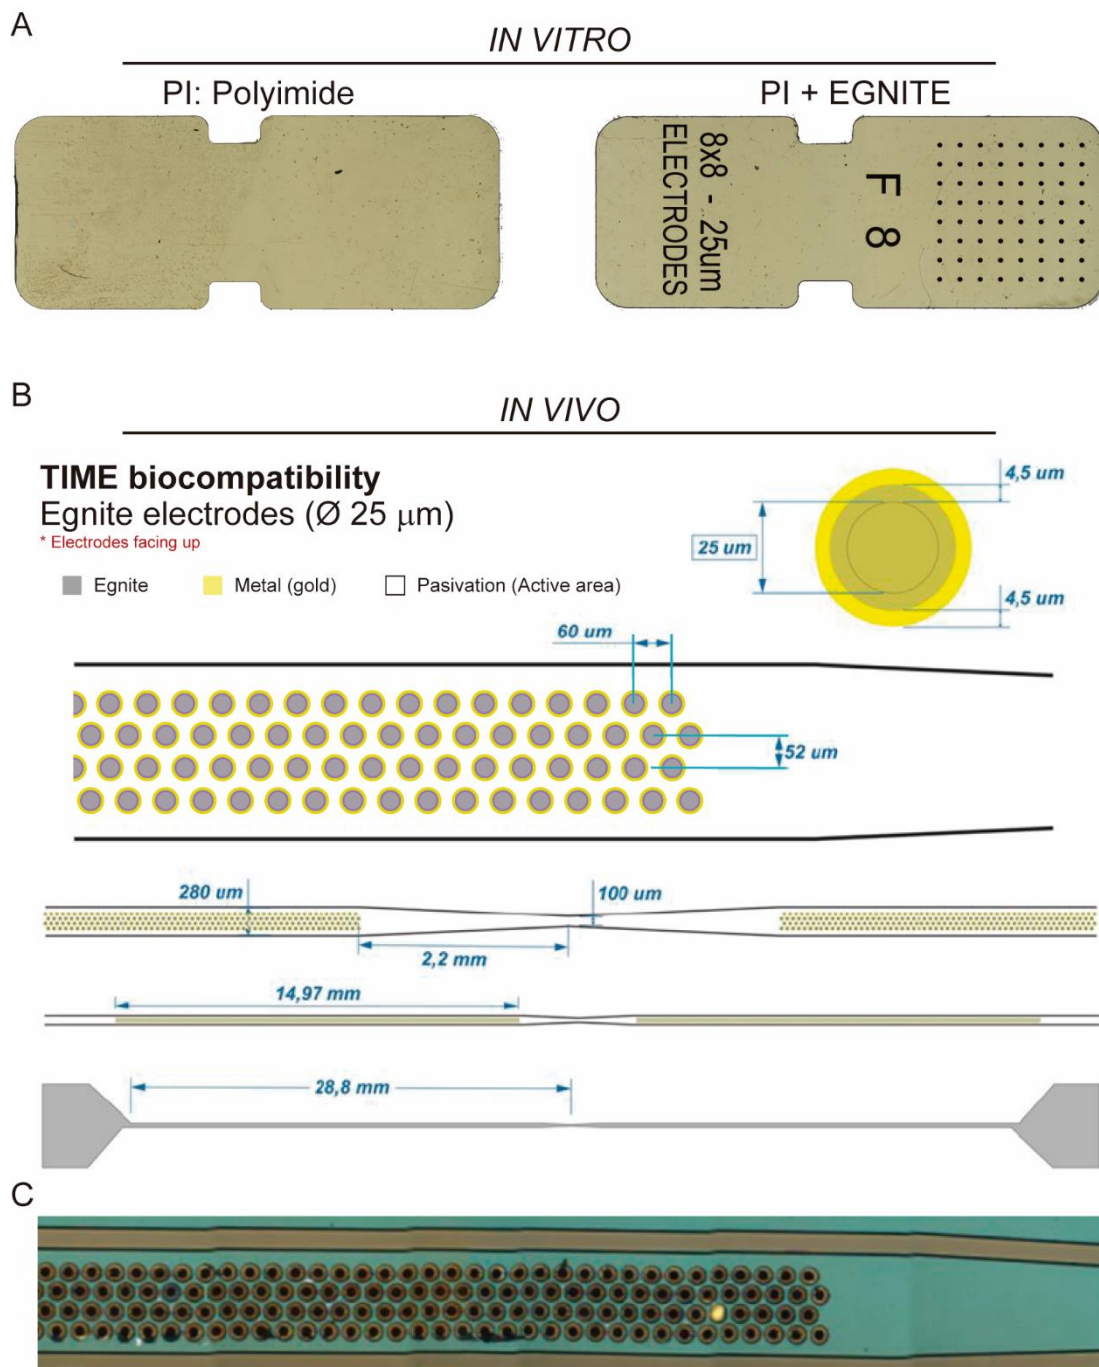 A
IN VITRO
PI: Polyimide
PI + EGNITE
8x8 - 25um
ELECTRODES
F 8
B
IN VIVO
TIME biocompatibility
Egnite electrodes (Ø 25 μm)
* Electrodes facing up
Egnite
Metal (gold)
Pasivation (Active area)
4,5 um
25 um
4,5 um
60 um
52 um
280 um
100 um
2,2 mm
14,97 mm
28,8 mm
C